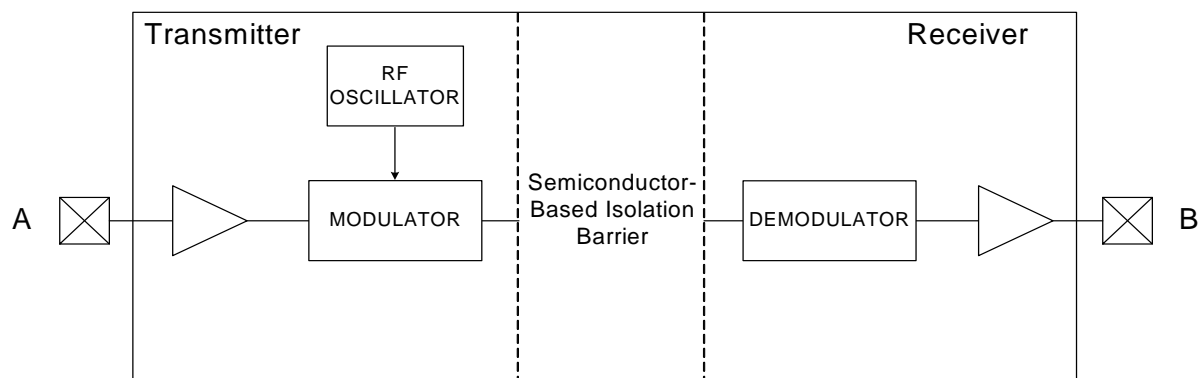 Transmitter
Receiver
RF
OSCILLATOR
A
MODULATOR
Semiconductor-
Based Isolation
Barrier
DEMODULATOR
B